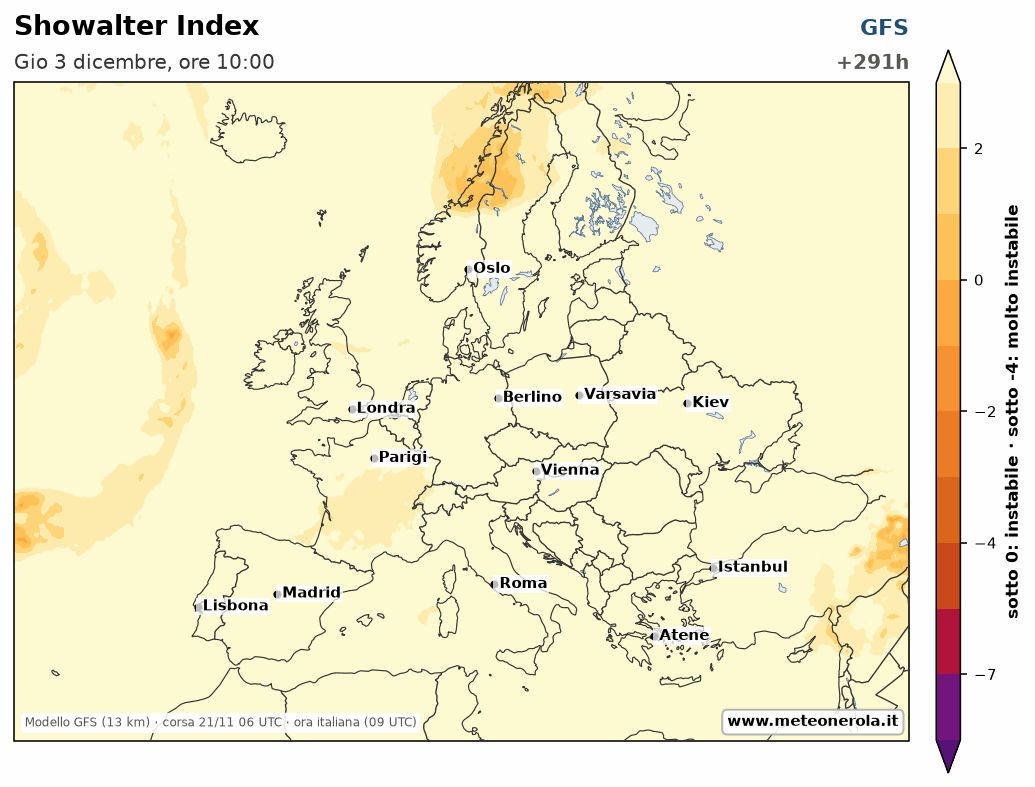 Showalter Index
GFS
Gio 3 dicembre, ore 10:00
+291h
Oslo
Berlino
Varsavia
Londra
Kiev
Parigi
Vienna
Istanbul
Roma
Madrid
Lisbona
Atene
Modello GFS (13 km) · corsa 21/11 06 UTC · ora italiana (09 UTC)
www.meteonerola.it
2
0
−2
−4
−7
sotto 0: instabile · sotto -4: molto instabile